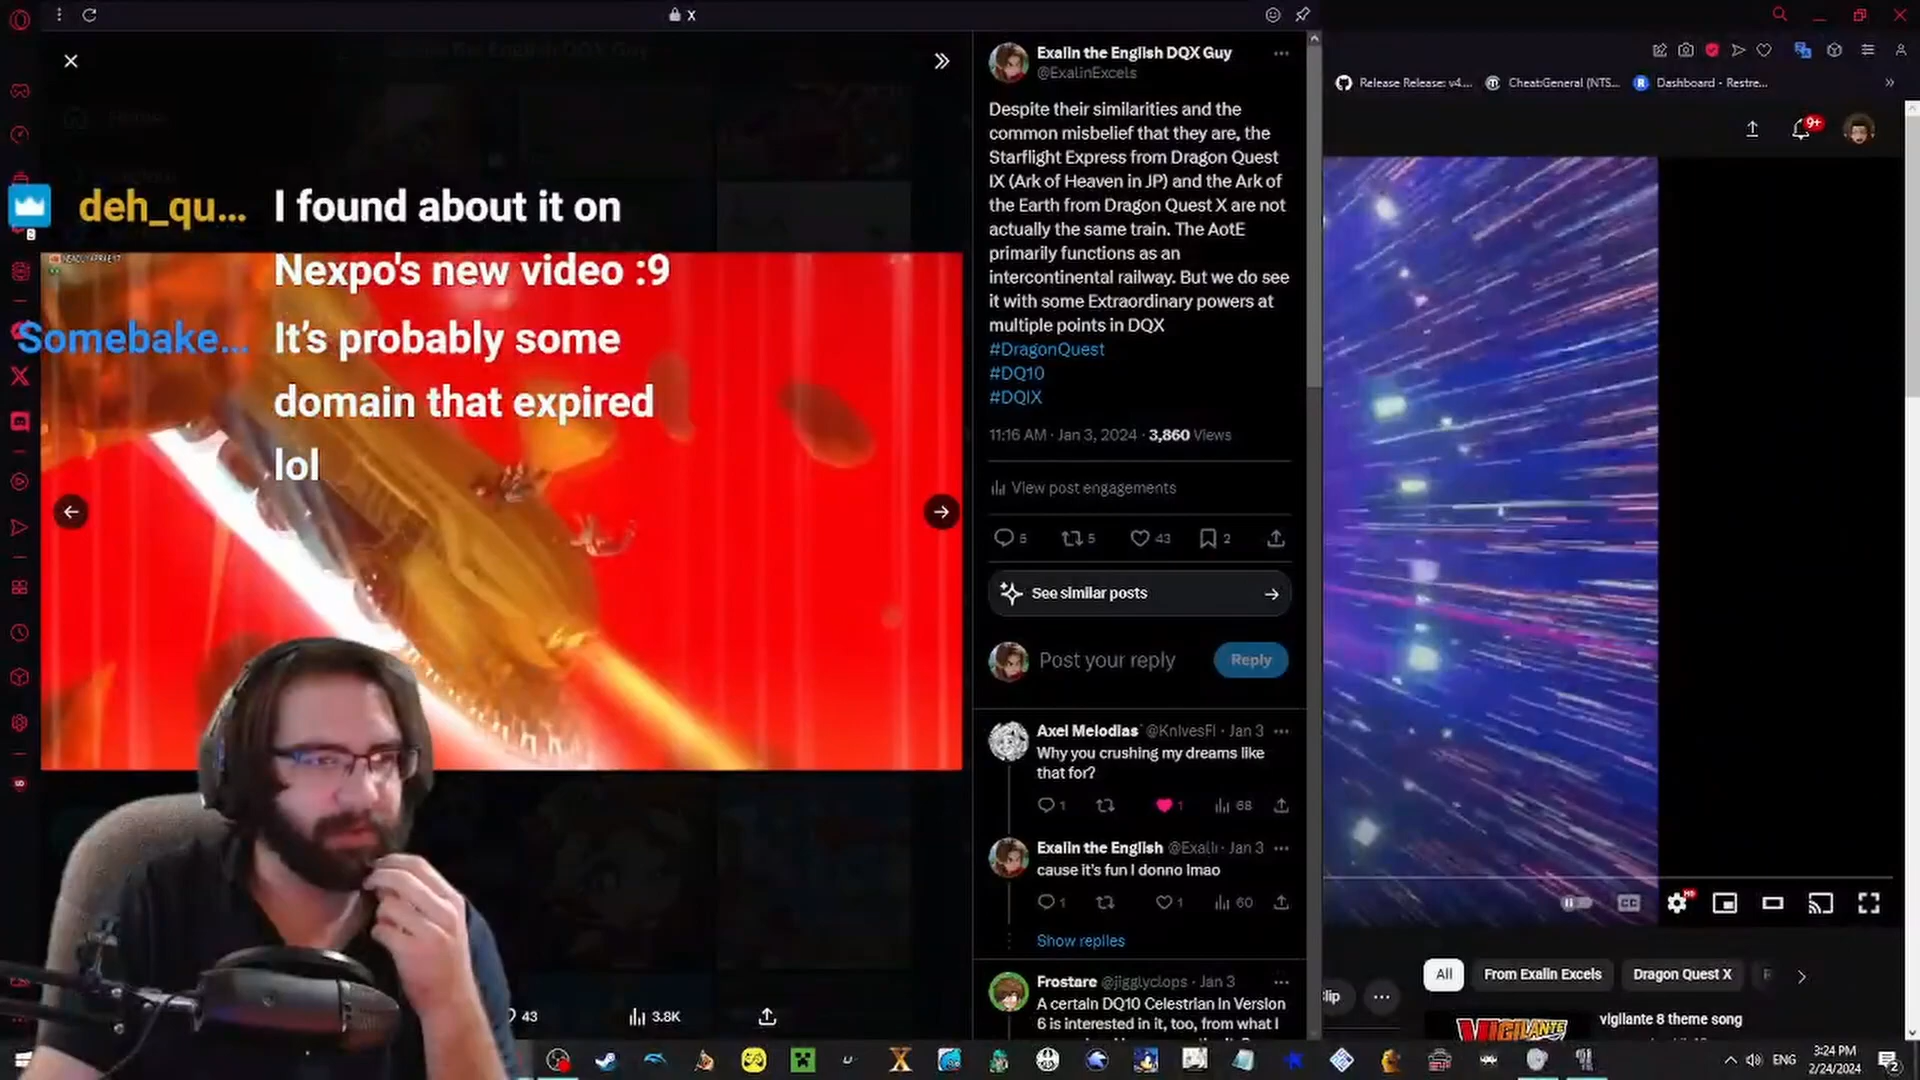 X
Release Release: v4....
Cheat:General (NTS...
Dashboard - Restre...
Exalin the English DQX Guy
@ExalinExcels
9+
Despite their similarities and the
common misbelief that they are, the
Starflight Express from Dragon Quest
IX (Ark of Heaven in JP) and the Ark of
the Earth from Dragon Quest X are not
actually the same train. The AotE
primarily functions as an
intercontinental railway. But we do see
it with some Extraordinary powers at
multiple points in DQX
#DragonQuest
#DQ10
#DQIX
11:16 AM · Jan 3, 2024 · 3,860 Views
View post engagements
5 5 43 2
See similar posts
Post your reply
Reply
deh_qu... I found about it on
Nexpo's new video :9
Somebake... It's probably some
domain that expired
lol
2
Axel Melodias @KnivesFl · Jan 3
Why you crushing my dreams like
that for?
1 1 68
Exalin the English @Exali · Jan 3
cause it's fun I donno lmao
1 1 60
Show replies
Frostare @jigglyclops · Jan 3
A certain DQ10 Celestrian in Version
6 is interested in it, too, from what I
43 3.8K
CC
HD
All
From Exalin Excels
Dragon Quest X
lip
VIGILANTE
vigilante 8 theme song
ENG
3:24 PM
2/24/2024
2